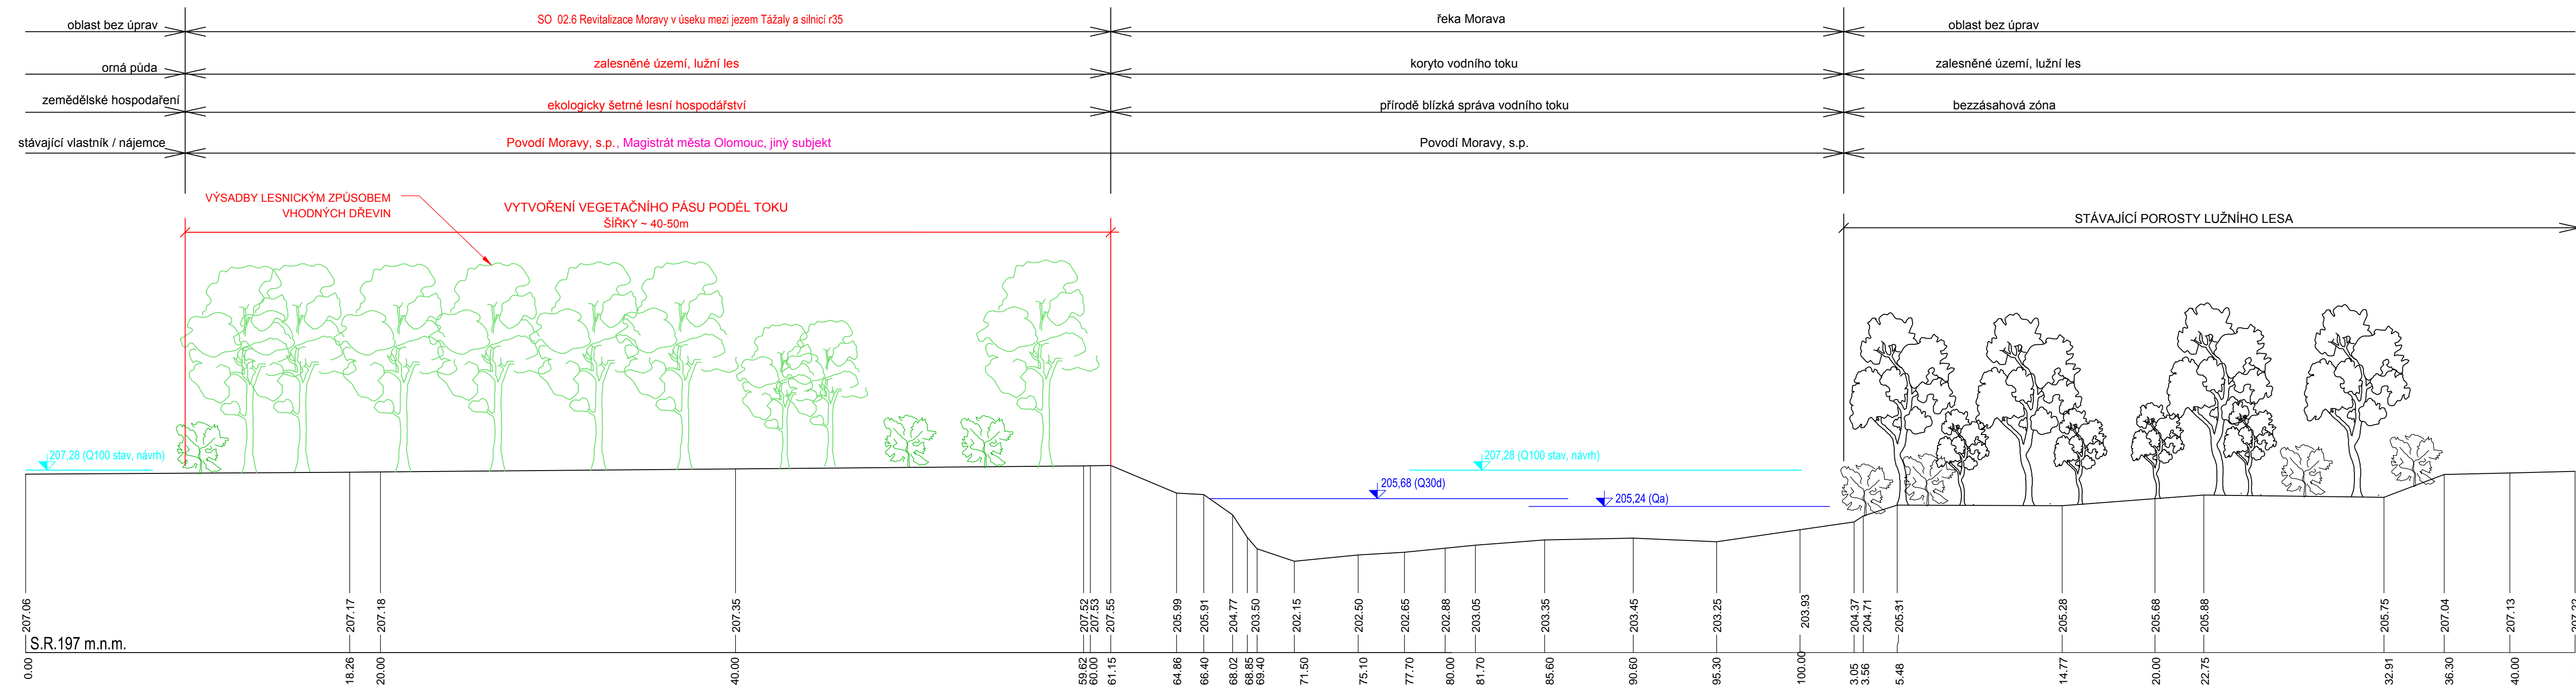 oblast bez úprav
SO 02.6 Revitalizace Moravy v úseku mezi jezem Tážaly a silnicí r35
řeka Morava
oblast bez úprav
orná půda
zalesněné území, lužní les
koryto vodního toku
zalesněné území, lužní les
zemědělské hospodaření
ekologicky šetrné lesní hospodářství
přírodě blízká správa vodního toku
bezzásahová zóna
stávající vlastník / nájemce
Povodí Moravy, s.p., Magistrát města Olomouc, jiný subjekt
Povodí Moravy, s.p.
VÝSADBY LESNICKÝM ZPŮSOBEM
VHODNÝCH DŘEVIN
VYTVOŘENÍ VEGETAČNÍHO PÁSU PODÉL TOKU
ŠÍŘKY ~ 40-50m
STÁVAJÍCÍ POROSTY LUŽNÍHO LESA
207,28 (Q100 stav, návrh)
207,28 (Q100 stav, návrh)
205,68 (Q30d)
205,24 (Qa)
207.06
207.17
207.18
207.35
207.52
207.53
207.55
205.99
205.91
204.77
203.50
202.15
202.50
202.65
202.88
203.05
203.35
203.45
203.25
203.93
204.37
204.71
205.31
205.28
205.68
205.88
205.75
207.04
207.13
S.R.197 m.n.m.
0.00
18.26
20.00
40.00
59.62
60.00
61.15
64.86
66.40
68.02
68.85
69.40
71.50
75.10
77.70
80.00
81.70
85.60
90.60
95.30
100.00
3.05
3.56
5.48
14.77
20.00
22.75
32.91
36.30
40.00